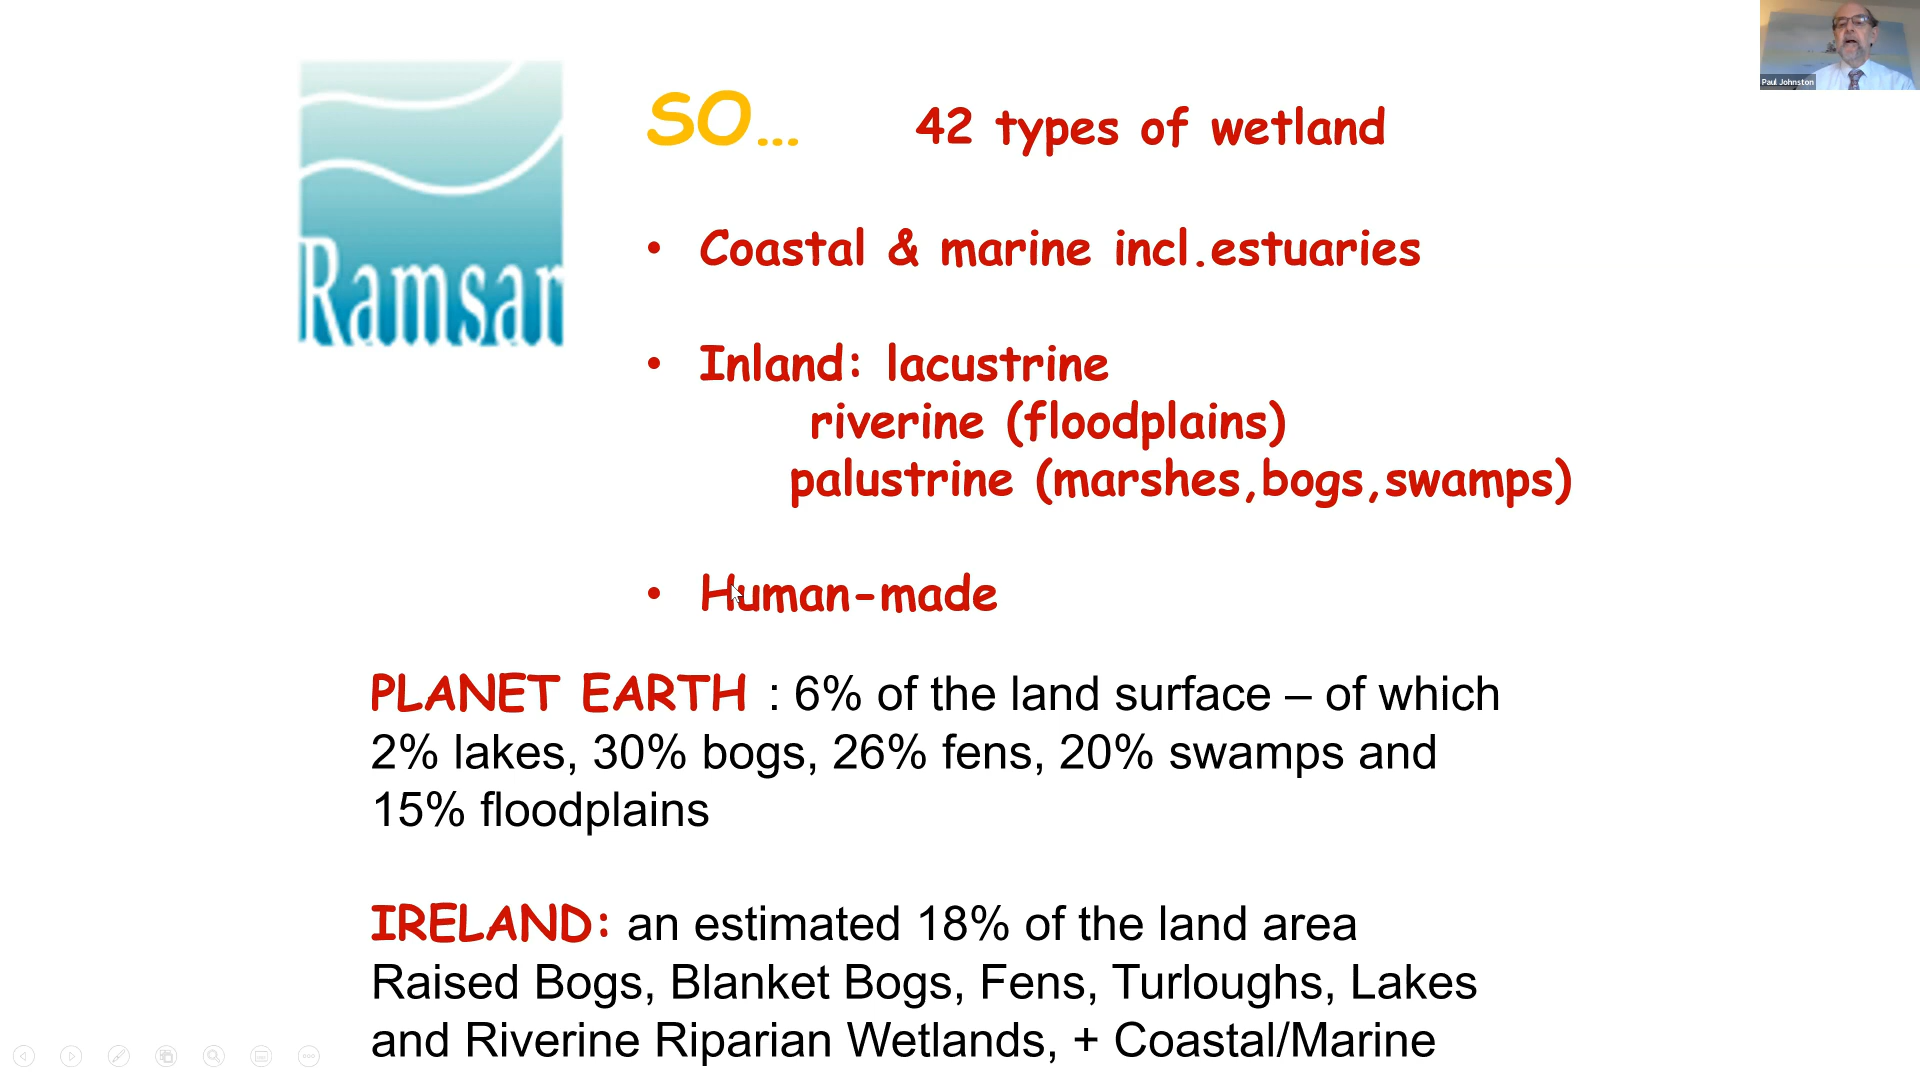 Paul Johnston
Ramsar
SO... 42 types of wetland
• Coastal & marine incl.estuaries
• Inland: lacustrine
riverine (floodplains)
palustrine (marshes,bogs,swamps)
• Human-made
PLANET EARTH : 6% of the land surface – of which
2% lakes, 30% bogs, 26% fens, 20% swamps and
15% floodplains
IRELAND: an estimated 18% of the land area
Raised Bogs, Blanket Bogs, Fens, Turloughs, Lakes
and Riverine Riparian Wetlands, + Coastal/Marine